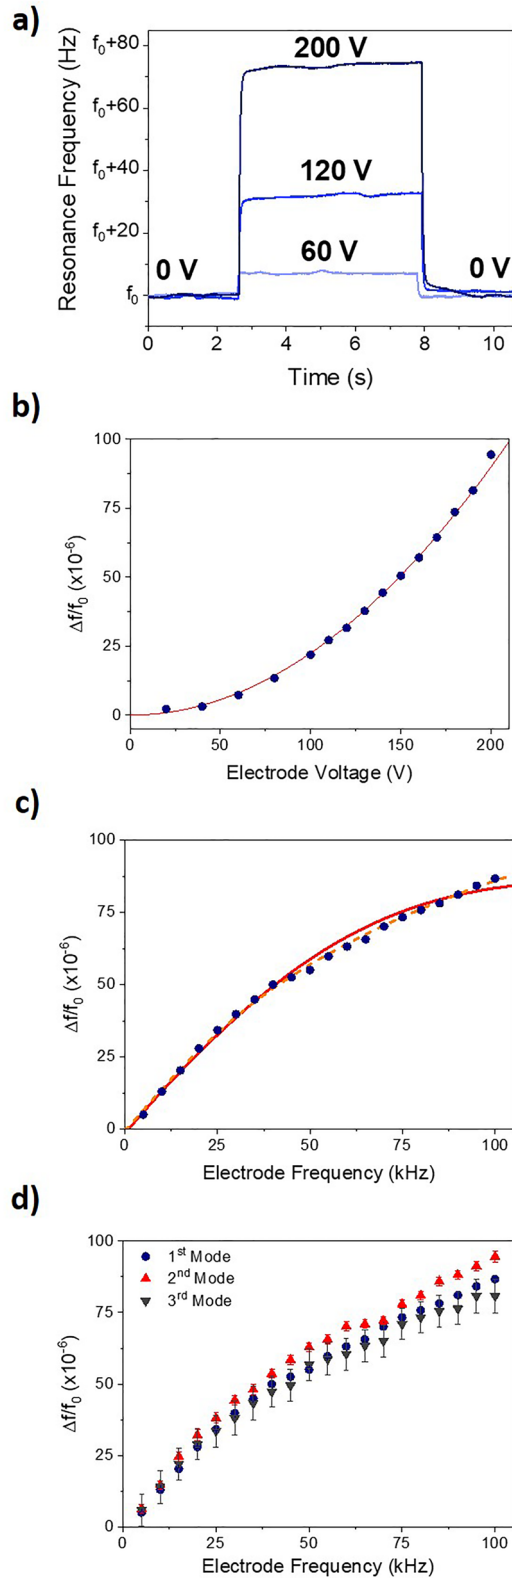 a)
Resonance Frequency (Hz)
f₀+80
f₀+60
f₀+40
f₀+20
f₀
200 V
120 V
60 V
0 V
0 V
0 2 4 6 8 10
Time (s)
b)
Δf/f₀ (x10⁻⁶)
100
75
50
25
0
0 50 100 150 200
Electrode Voltage (V)
c)
Δf/f₀ (x10⁻⁶)
100
75
50
25
0
0 25 50 75 100
Electrode Frequency (kHz)
d)
Δf/f₀ (x10⁻⁶)
100
75
50
25
0
1st Mode
2nd Mode
3rd Mode
0 25 50 75 100
Electrode Frequency (kHz)